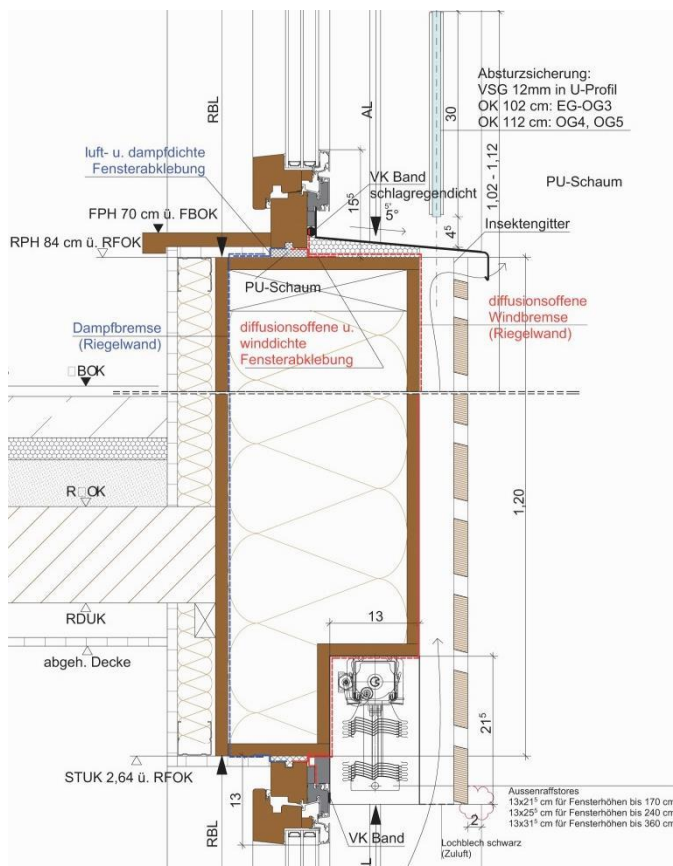 RBL
AL
30
Absturzsicherung:
VSG 12mm in U-Profil
OK 102 cm: EG-OG3
OK 112 cm: OG4, OG5
1,02 - 1,12
PU-Schaum
luft- u. dampfdichte
Fensterabklebung
VK Band
schlagregendicht
15⁵
5°
4⁵
Insektengitter
FPH 70 cm ü. FBOK
RPH 84 cm ü. RFOK
PU-Schaum
Dampfbremse
(Riegelwand)
diffusionsoffene u.
winddichte
Fensterabklebung
diffusionsoffene
Windbremse
(Riegelwand)
□BOK
R□OK
1,20
RDUK
abgeh. Decke
13
21⁵
STUK 2,64 ü. RFOK
13
RBL
VK Band
L
2
Lochblech schwarz
(Zuluft)
Aussenraffstores
13x21⁵ cm für Fensterhöhen bis 170 cm
13x25⁵ cm für Fensterhöhen bis 240 cm
13x31⁵ cm für Fensterhöhen bis 360 cm